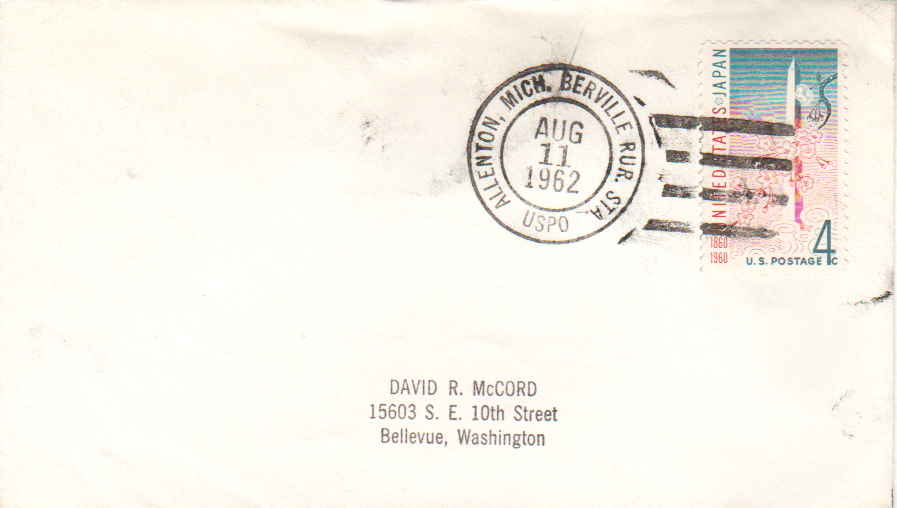 ALLENTON, MICH. BERVILLE RUR. STA.
AUG
11
1962
USPO
UNITED STATES JAPAN
1860
1960
4
U.S. POSTAGE C
DAVID R. McCORD
15603 S. E. 10th Street
Bellevue, Washington